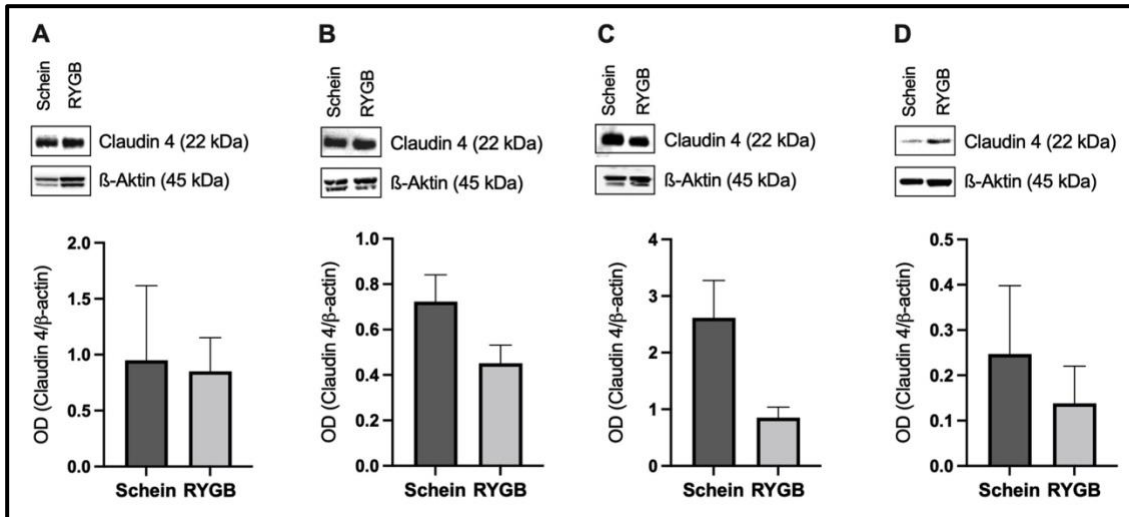 A
Schein
RYGB
Claudin 4 (22 kDa)
ß-Aktin (45 kDa)
OD (Claudin 4/β-actin)
2.0
1.5
1.0
0.5
0.0
Schein RYGB
B
Schein
RYGB
Claudin 4 (22 kDa)
ß-Aktin (45 kDa)
OD (Claudin 4/β-actin)
1.0
0.8
0.6
0.4
0.2
0.0
Schein RYGB
C
Schein
RYGB
Claudin 4 (22 kDa)
ß-Aktin (45 kDa)
OD (Claudin 4/β-actin)
4
3
2
1
0
Schein RYGB
D
Schein
RYGB
Claudin 4 (22 kDa)
ß-Aktin (45 kDa)
OD (Claudin 4/β-actin)
0.5
0.4
0.3
0.2
0.1
0.0
Schein RYGB